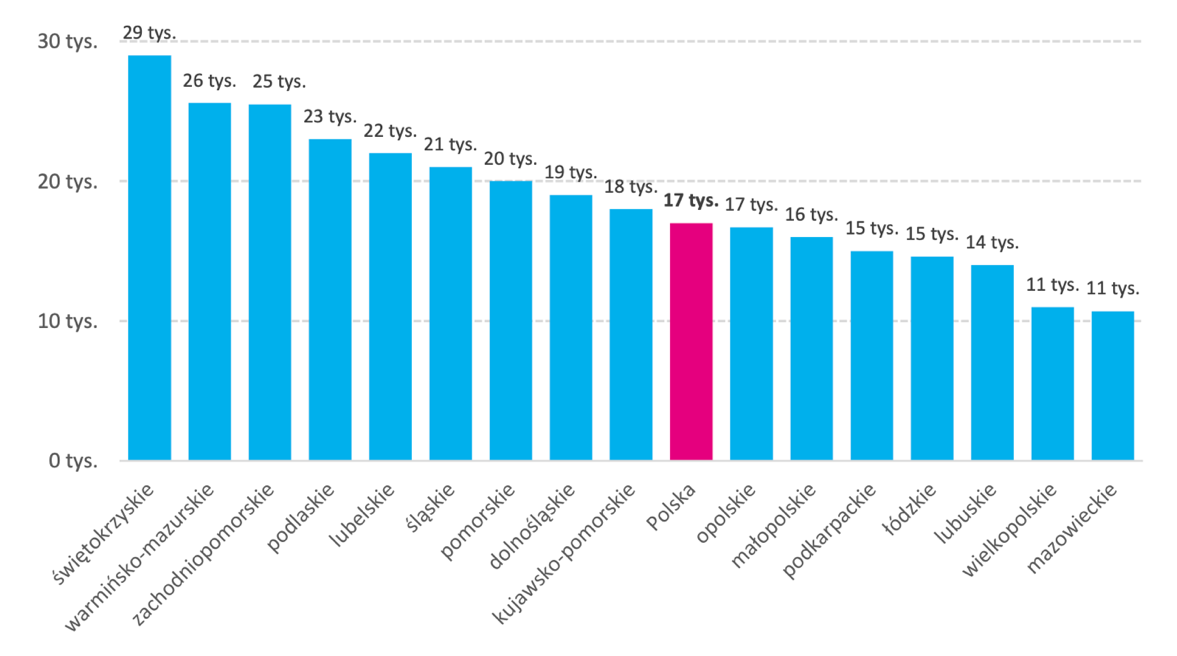 30 tys.
20 tys.
10 tys.
0 tys.
29 tys.
26 tys.
25 tys.
23 tys.
22 tys.
21 tys.
20 tys.
19 tys.
18 tys.
17 tys.
17 tys.
16 tys.
15 tys.
15 tys.
14 tys.
11 tys.
11 tys.
świętokrzyskie
warmińsko-mazurskie
zachodniopomorskie
podlaskie
lubelskie
śląskie
pomorskie
dolnośląskie
kujawsko-pomorskie
Polska
opolskie
małopolskie
podkarpackie
łódzkie
lubuskie
wielkopolskie
mazowieckie